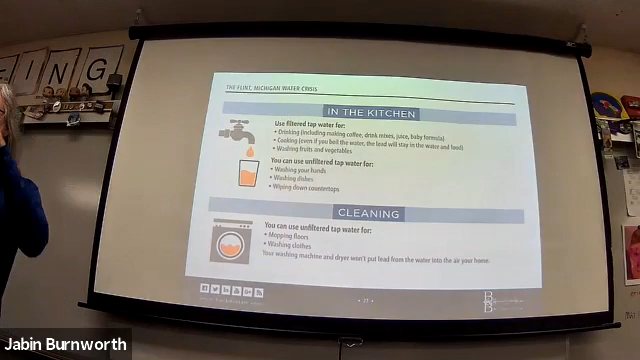 ING
THE FLINT, MICHIGAN WATER CRISIS
IN THE KITCHEN
Use filtered tap water for:
• Drinking (including making coffee, drink mixes, juice, baby formula)
• Cooking (even if you boil the water, the lead will stay in the water and food)
• Washing fruits and vegetables
You can use unfiltered tap water for:
• Washing your hands
• Washing dishes
• Wiping down countertops
CLEANING
You can use unfiltered tap water for:
• Mopping floors
• Washing clothes
Your washing machine and dryer won't put lead from the water into the air your home.
Jabin Burnworth